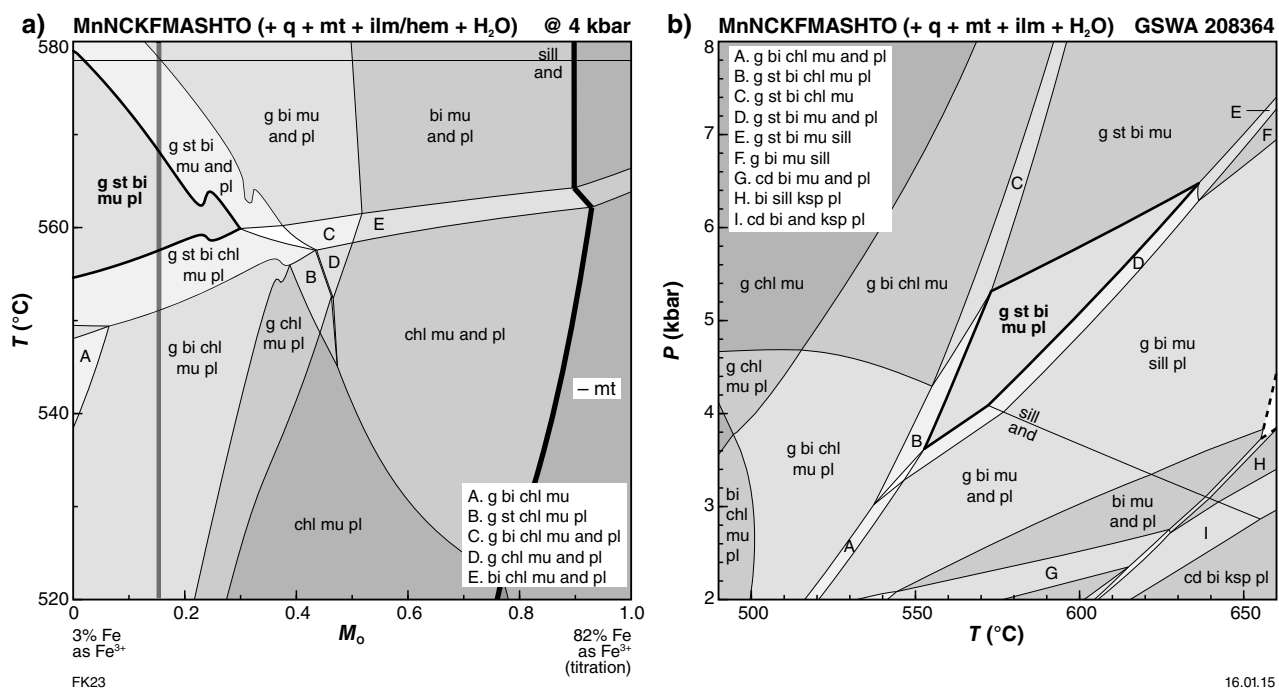 a) MnNCKFMASHTO (+ q + mt + ilm/hem + H₂O) @ 4 kbar
580
560
540
520
T (°C)
sill
and
g bi mu
and pl
bi mu
and pl
g st bi
mu and
pl
g st bi
mu pl
g st bi chl
mu pl
C
E
D
B
A
g bi chl
mu pl
g chl
mu pl
chl mu and pl
– mt
chl mu pl
A. g bi chl mu
B. g st chl mu pl
C. g bi chl mu and pl
D. g chl mu and pl
E. bi chl mu and pl
0 0.2 0.4 0.6 0.8 1.0
3% Fe
as Fe³⁺
Mₒ
82% Fe
as Fe³⁺
(titration)
FK23
b) MnNCKFMASHTO (+ q + mt + ilm + H₂O) GSWA 208364
8
7
6
5
4
3
2
P (kbar)
A. g bi chl mu and pl
B. g st bi chl mu pl
C. g st bi chl mu
D. g st bi mu and pl
E. g st bi mu sill
F. g bi mu sill
G. cd bi mu and pl
H. bi sill ksp pl
I. cd bi and ksp pl
g st bi mu
E
F
C
g chl mu
g bi chl mu
D
g st bi
mu pl
g bi mu
sill pl
g chl
mu pl
sill
and
B
g bi chl
mu pl
g bi mu
and pl
H
bi
chl
mu
pl
bi mu
and pl
A
I
G
cd bi ksp pl
500 550 600 650
T (°C)
16.01.15